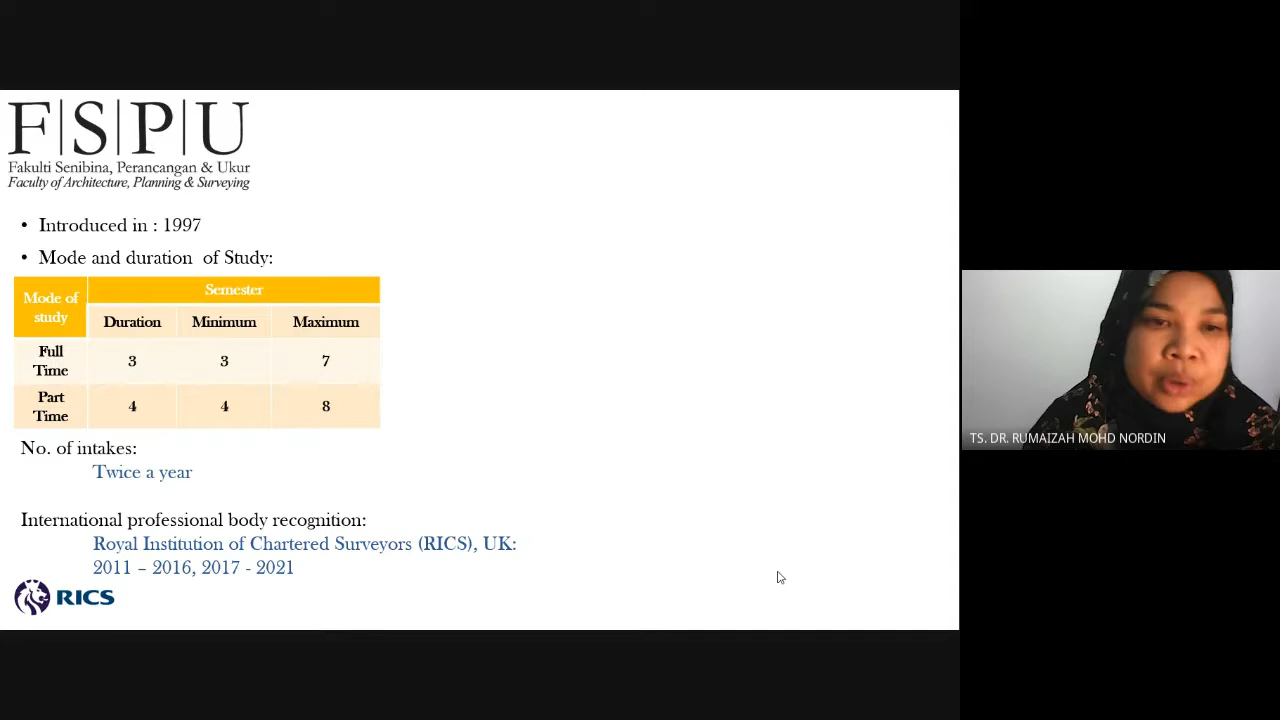 F|S|P|U
Fakulti Senibina, Perancangan & Ukur
Faculty of Architecture, Planning & Surveying
• Introduced in : 1997
• Mode and duration of Study:
Mode of study
Semester
Duration Minimum Maximum
Full Time 3 3 7
Part Time 4 4 8
No. of intakes:
Twice a year
International professional body recognition:
Royal Institution of Chartered Surveyors (RICS), UK:
2011 – 2016, 2017 - 2021
RICS
TS. DR. RUMAIZAH MOHD NORDIN